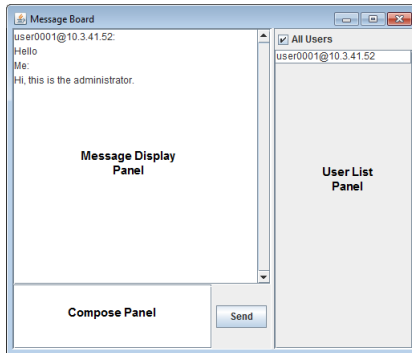 Message Board
user0001@10.3.41.52:
Hello
Me:
Hi, this is the administrator.
Message Display
Panel
Compose Panel
Send
All Users
user0001@10.3.41.52
User List
Panel